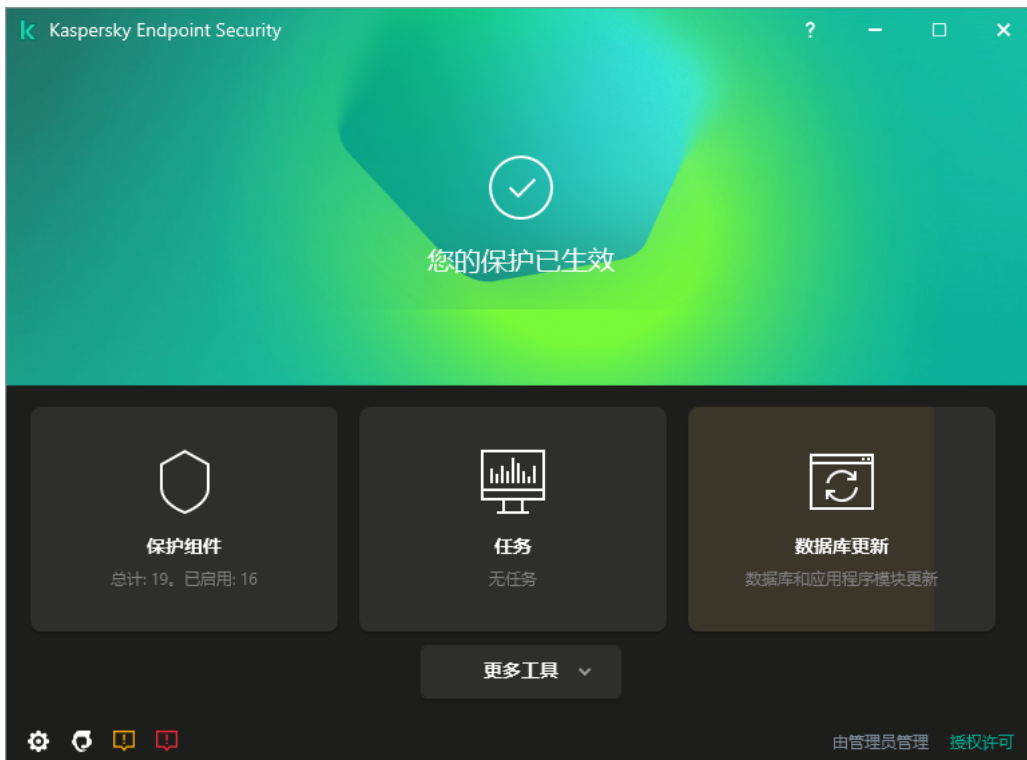 Kaspersky Endpoint Security
您的保护已生效
保护组件
总计: 19。已启用: 16
任务
无任务
数据库更新
数据库和应用程序模块更新
更多工具
由管理员管理 授权许可